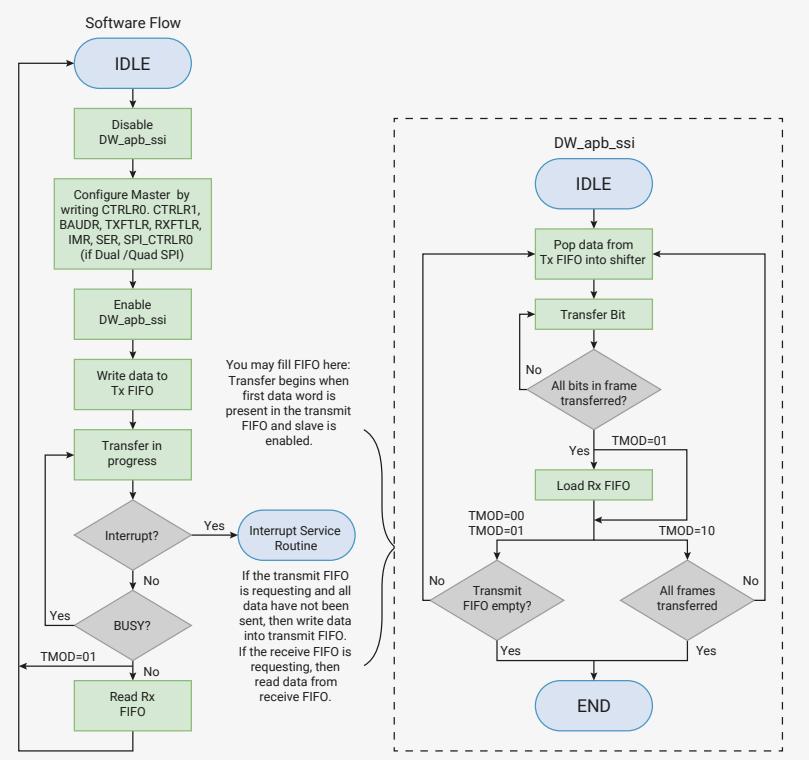 Software Flow
IDLE
Disable
DW_apb_ssi
Configure Master by
writing CTRLR0. CTRLR1,
BAUDR, TXFTLR, RXFTLR,
IMR, SER, SPI_CTRLR0
(if Dual /Quad SPI)
Enable
DW_apb_ssi
Write data to
Tx FIFO
Transfer in
progress
Interrupt?
Yes
Interrupt Service
Routine
No
Yes
BUSY?
TMOD=01
No
Read Rx
FIFO
You may fill FIFO here:
Transfer begins when
first data word is
present in the transmit
FIFO and slave is
enabled.
If the transmit FIFO
is requesting and all
data have not been
sent, then write data
into transmit FIFO.
If the receive FIFO is
requesting, then
read data from
receive FIFO.
DW_apb_ssi
IDLE
Pop data from
Tx FIFO into shifter
Transfer Bit
No
All bits in frame
transferred?
Yes
TMOD=01
Load Rx FIFO
TMOD=00
TMOD=01
TMOD=10
No
Transmit
FIFO empty?
All frames
transferred
No
Yes
Yes
END